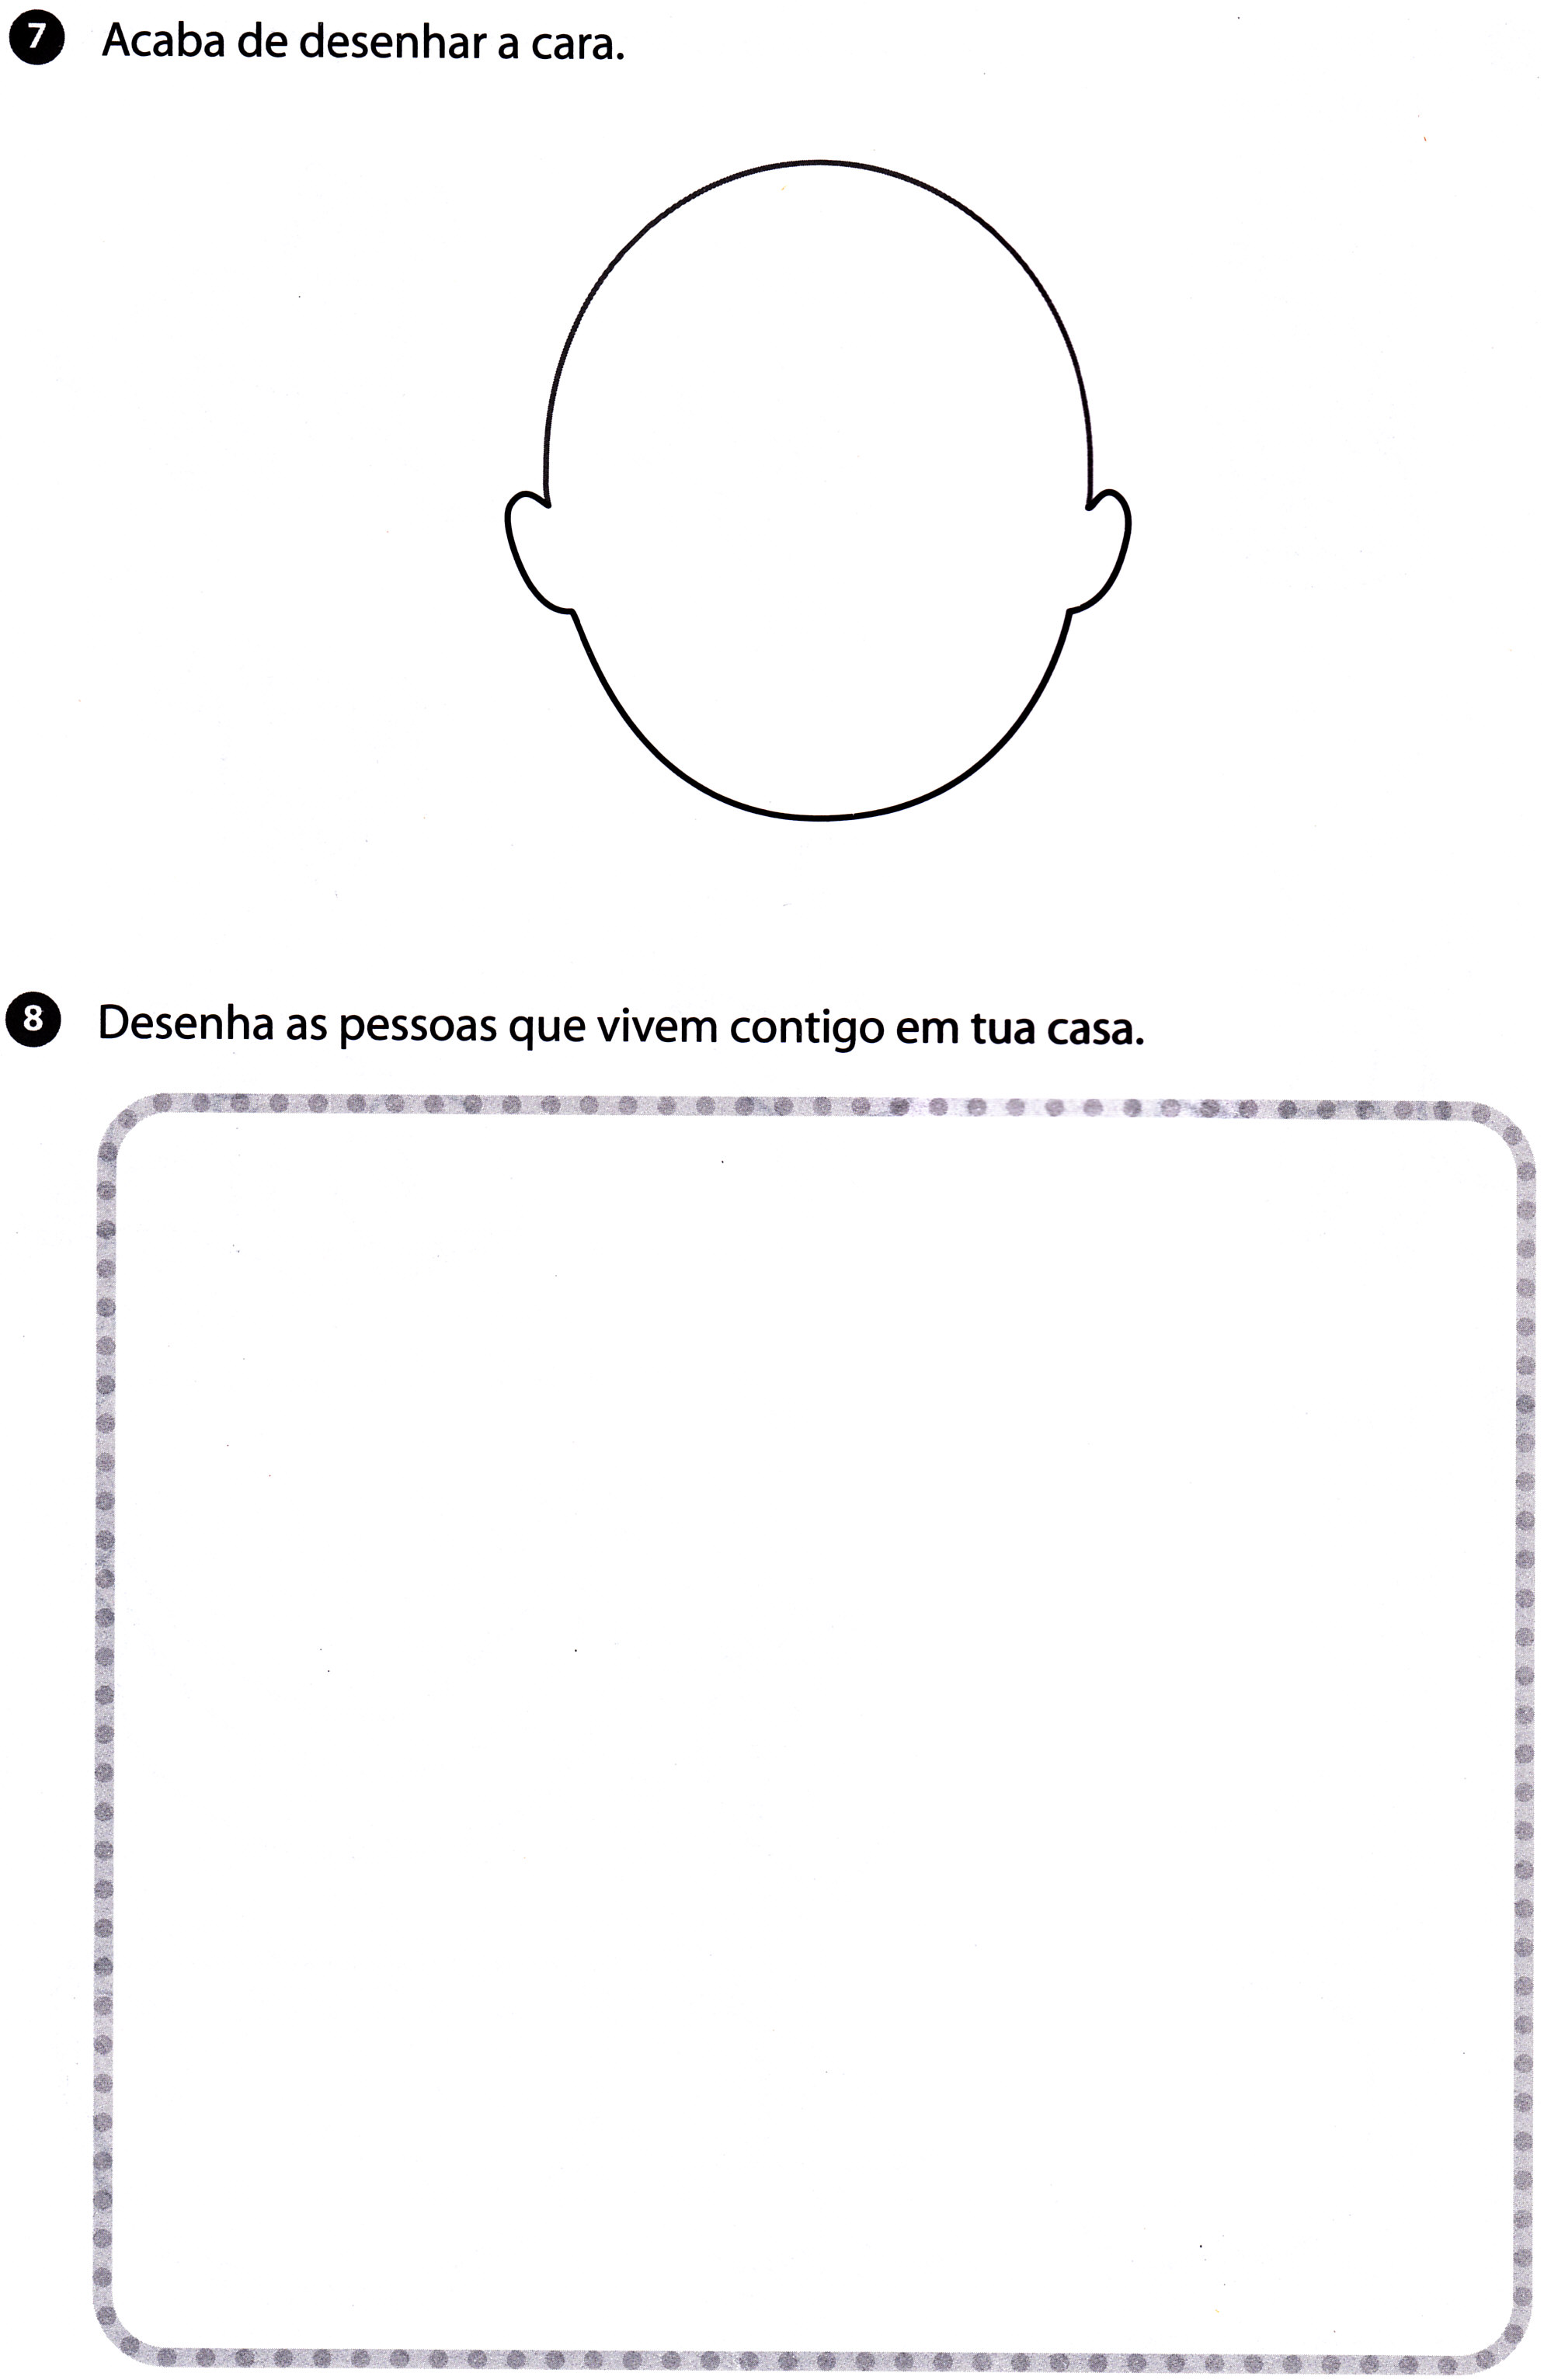 7 Acaba de desenhar a cara.
8 Desenha as pessoas que vivem contigo em tua casa.